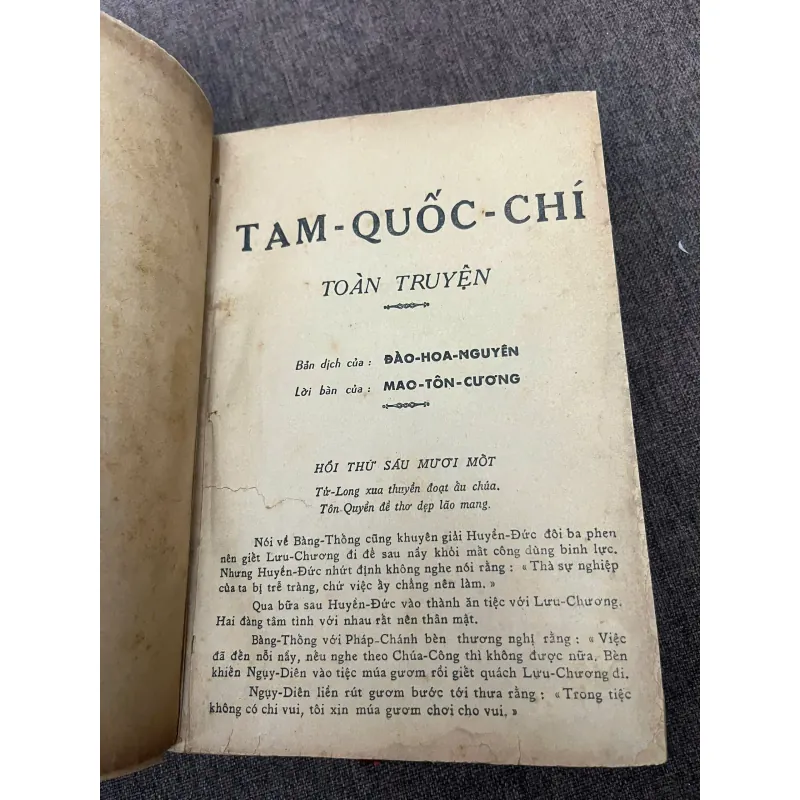 TAM-QUỐC-CHÍ
TOÀN TRUYỆN
Bản dịch của : ĐÀO-HOA-NGUYÊN
Lời bàn của : MAO-TÔN-CƯƠNG
HỒI THỨ SÁU MƯƠI MỐT
Tử-Long xua thuyền đoạt ấu chúa.
Tôn Quyền đề thơ dẹp lão mang.
Nói về Bàng-Thống cũng khuyên giải Huyền-Đức đôi ba phen
nên giết Lưu-Chương đi để sau nầy khỏi mất công dùng binh lực.
Nhưng Huyền-Đức nhứt định không nghe nói rằng : « Thà sự nghiệp
của ta bị trễ tràng, chứ việc ấy chẳng nên làm. »
Qua bữa sau Huyền-Đức vào thành ăn tiệc với Lưu-Chương.
Hai đàng tâm tình với nhau rất nên thân mật.
Bàng-Thống với Pháp-Chánh bèn thương nghị rằng : « Việc
đã đến nỗi nầy, nếu nghe theo Chúa-Công thì không được nữa. Bèn
khiến Ngụy-Diên vào tiệc múa gươm rồi giết quách Lưu-Chương đi.
Ngụy-Diên liền rút gươm bước tới thưa rằng : « Trong tiệc
không có chi vui, tôi xin múa gươm chơi cho vui. »